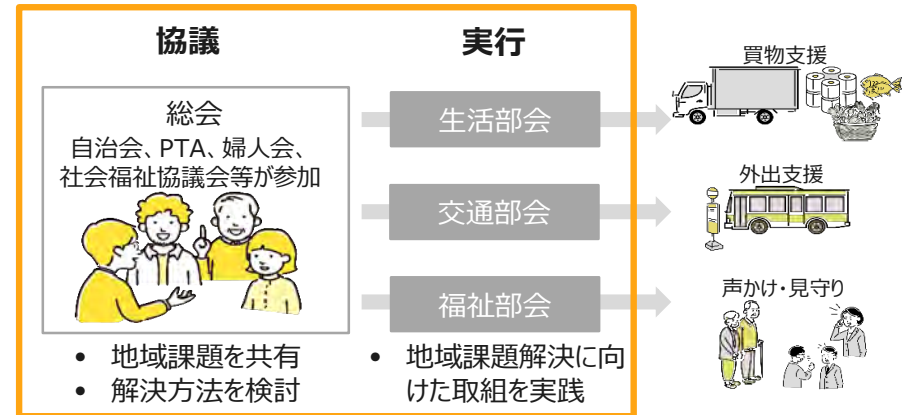 協議
総会
自治会、PTA、婦人会、
社会福祉協議会等が参加
• 地域課題を共有
• 解決方法を検討
実行
生活部会
交通部会
福祉部会
• 地域課題解決に向
けた取組を実践
買物支援
外出支援
声かけ・見守り